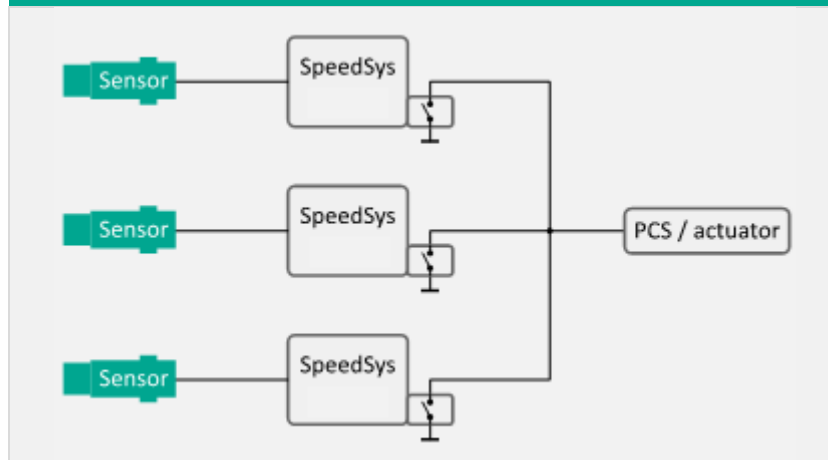 Sensor
SpeedSys
Sensor
SpeedSys
PCS / actuator
Sensor
SpeedSys